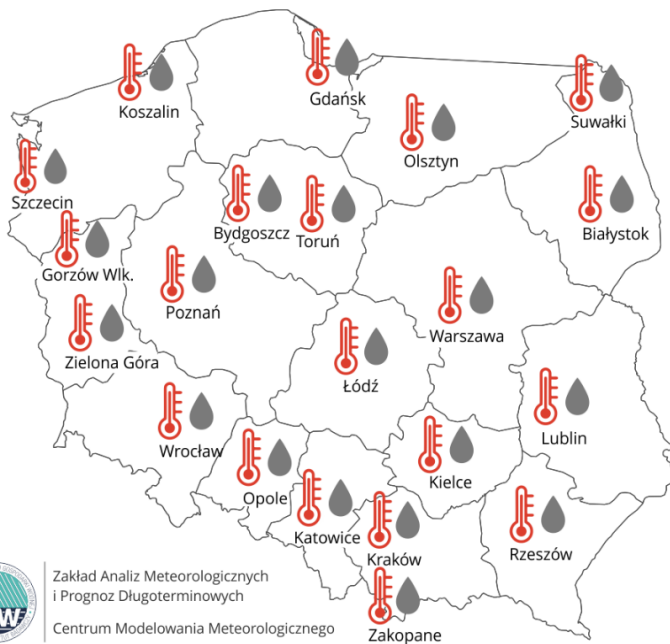 Koszalin
Gdańsk
Suwałki
Olsztyn
Szczecin
Bydgoszcz
Toruń
Białystok
Gorzów Wlk.
Poznań
Warszawa
Zielona Góra
Łódź
Lublin
Wrocław
Kielce
Opole
Katowice
Kraków
Rzeszów
Zakopane
Zakład Analiz Meteorologicznych
i Prognoz Długoterminowych
Centrum Modelowania Meteorologicznego